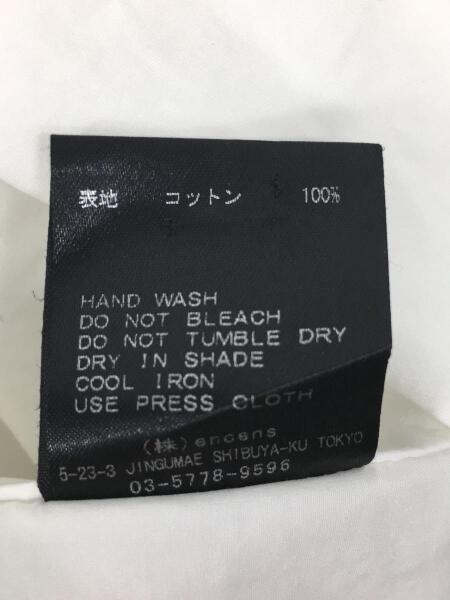 表地 コットン 100%
HAND WASH
DO NOT BLEACH
DO NOT TUMBLE DRY
DRY IN SHADE
COOL IRON
USE PRESS CLOTH
(株) encens
5-23-3 JINGUMAE SHIBUYA-KU TOKYO
03-5778-9596